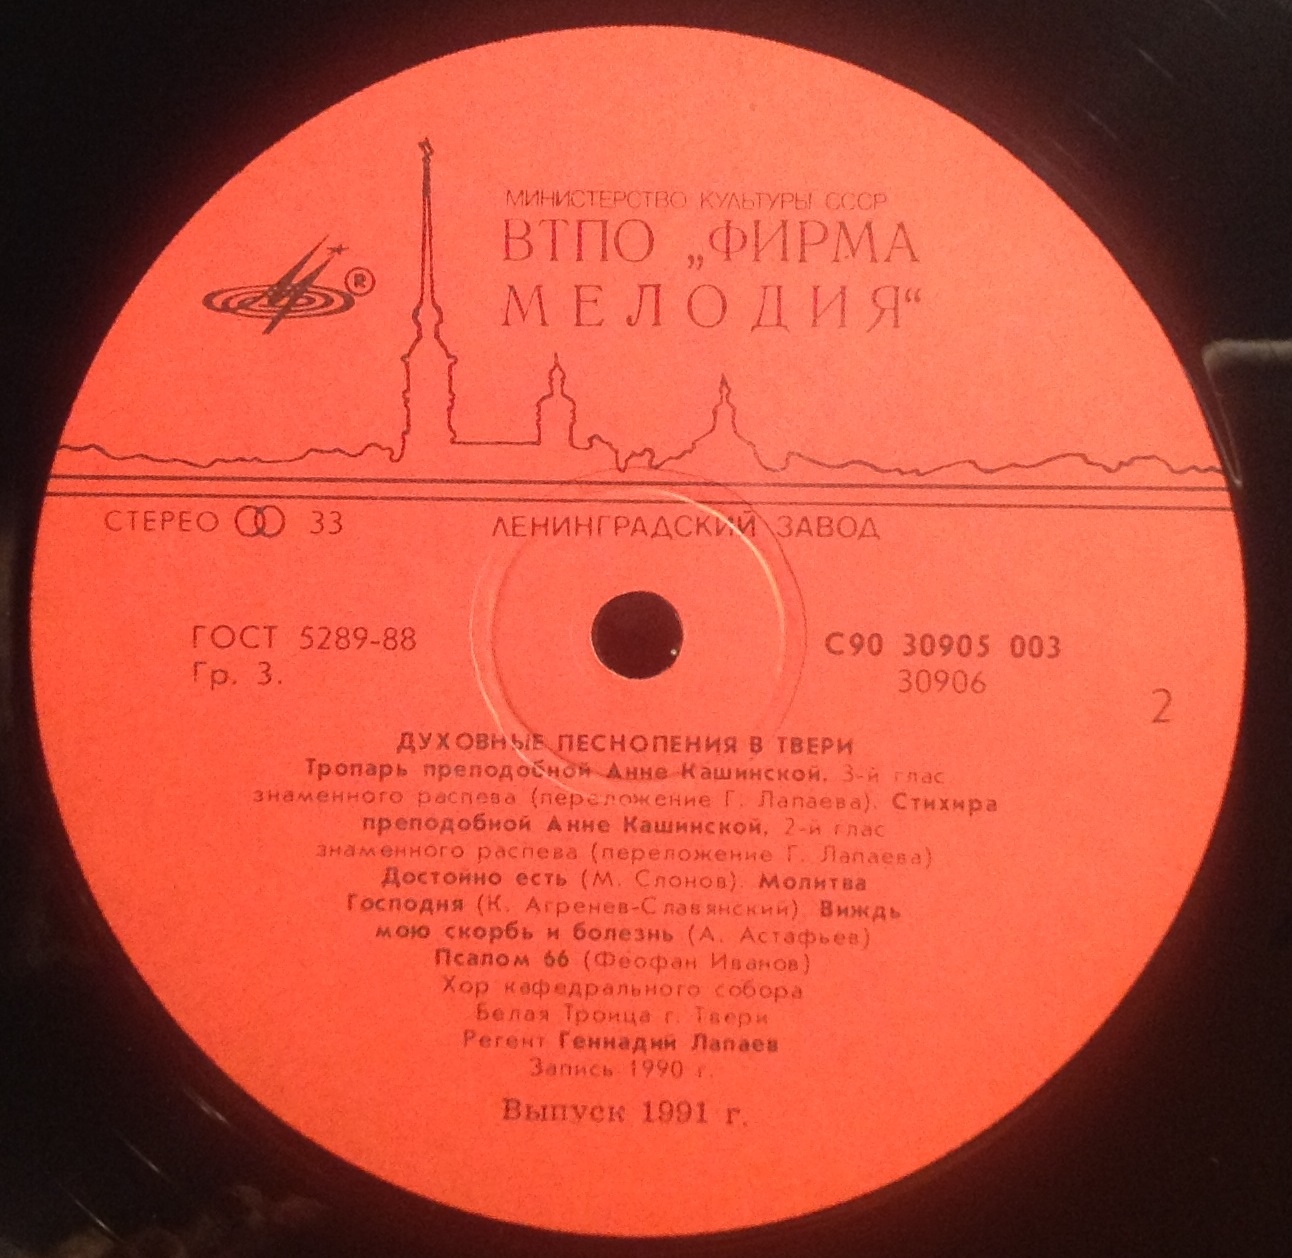 МИНИСТЕРСТВО КУЛЬТУРЫ СССР
ВТПО „ФИРМА
МЕЛОДИЯ“
®
СТЕРЕО 33
ЛЕНИНГРАДСКИЙ ЗАВОД
ГОСТ 5289-88
Гр. 3.
С90 30905 003
30906
2
ДУХОВНЫЕ ПЕСНОПЕНИЯ В ТВЕРИ
Тропарь преподобной Анне Кашинской, 3-й глас
знаменного распева (переложение Г. Лапаева). Стихира
преподобной Анне Кашинской, 2-й глас
знаменного распева (переложение Г. Лапаева)
Достойно есть (М. Слонов). Молитва
Господня (К. Агренев-Славянский). Виждь
мою скорбь и болезнь (А. Астафьев)
Псалом 66 (Феофан Иванов)
Хор кафедрального собора
Белая Троица г. Твери
Регент Геннадий Лапаев
Запись 1990 г.
Выпуск 1991 г.